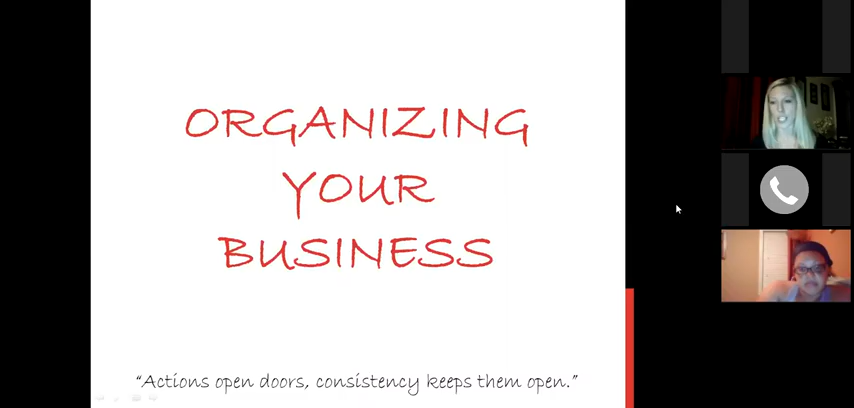 ORGANIZING
YOUR
BUSINESS
“Actions open doors, consistency keeps them open.”